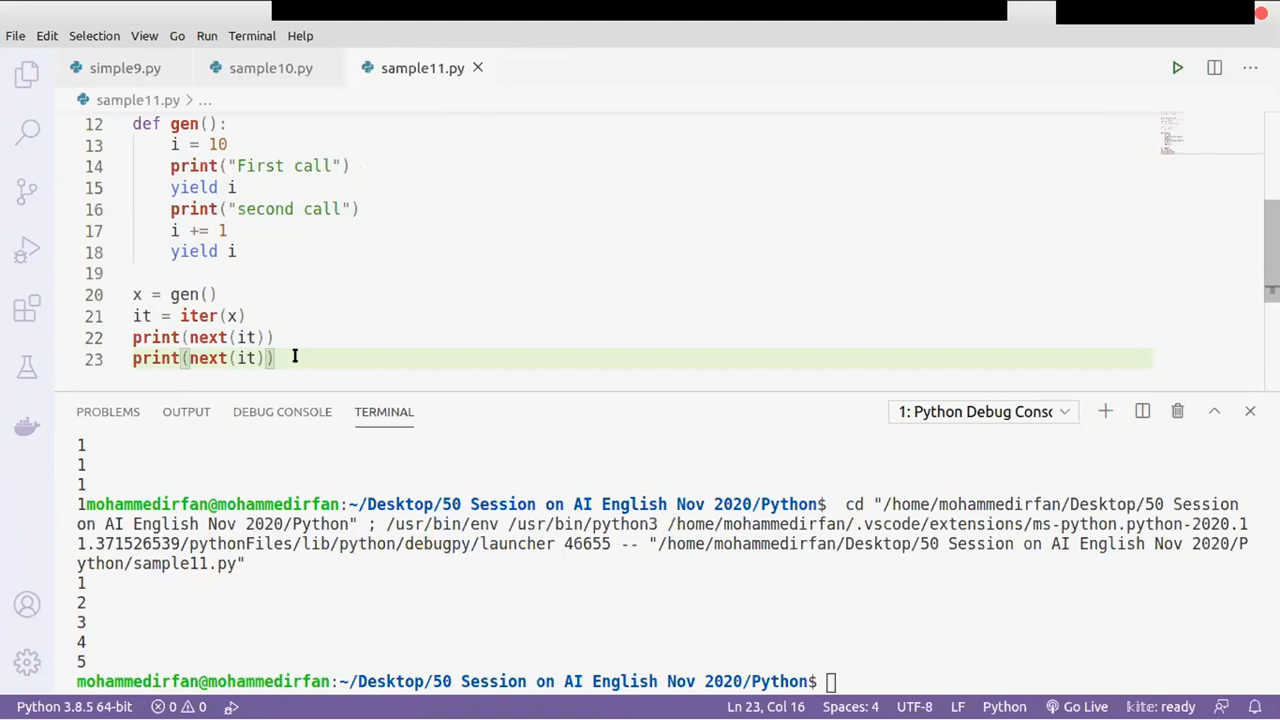 File Edit Selection View Go Run Terminal Help
simple9.py sample10.py sample11.py
sample11.py > ...
12 def gen():
13 i = 10
14 print("First call")
15 yield i
16 print("second call")
17 i += 1
18 yield i
19
20 x = gen()
21 it = iter(x)
22 print(next(it))
23 print(next(it))
PROBLEMS OUTPUT DEBUG CONSOLE TERMINAL 1: Python Debug Consc
1
1
1
1mohammedirfan@mohammedirfan:~/Desktop/50 Session on AI English Nov 2020/Python$ cd "/home/mohammedirfan/Desktop/50 Session
on AI English Nov 2020/Python" ; /usr/bin/env /usr/bin/python3 /home/mohammedirfan/.vscode/extensions/ms-python.python-2020.1
1.371526539/pythonFiles/lib/python/debugpy/launcher 46655 -- "/home/mohammedirfan/Desktop/50 Session on AI English Nov 2020/P
ython/sample11.py"
1
2
3
4
5
mohammedirfan@mohammedirfan:~/Desktop/50 Session on AI English Nov 2020/Python$
Python 3.8.5 64-bit 0 0 Ln 23, Col 16 Spaces: 4 UTF-8 LF Python Go Live kite: ready